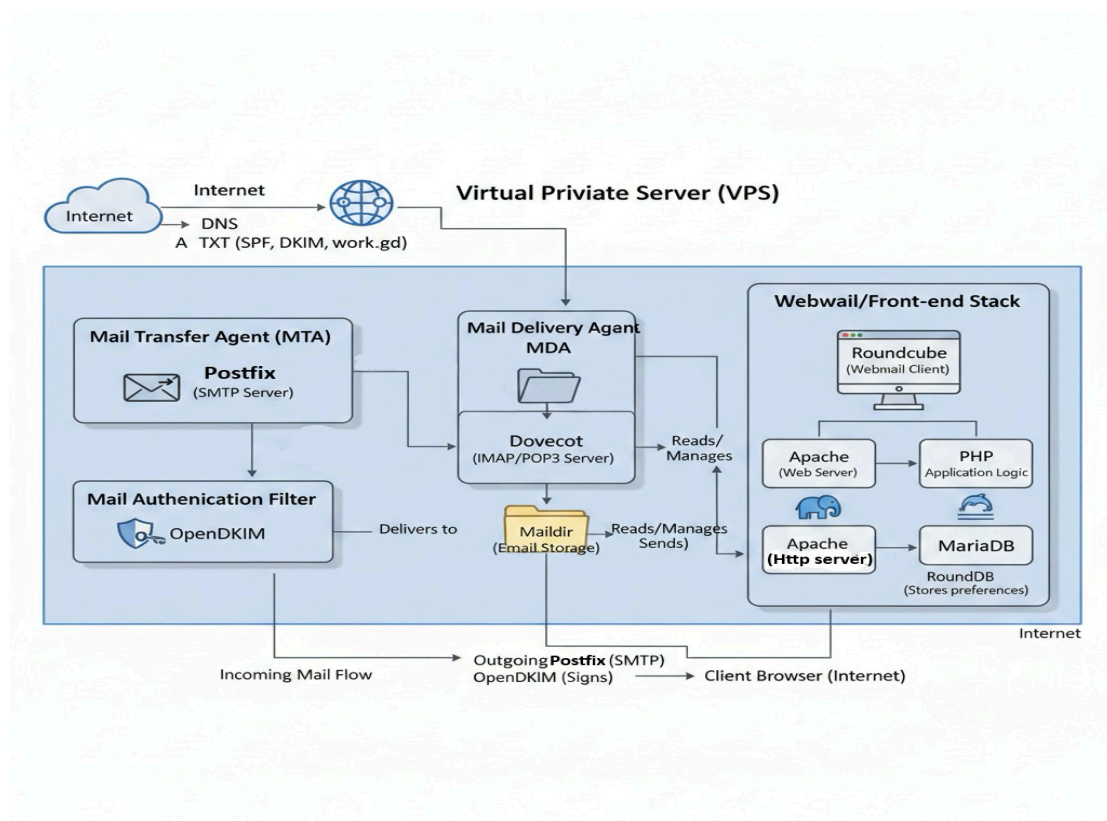 Internet
Virtual Priviate Server (VPS)
Internet
DNS
A TXT (SPF, DKIM, work.gd)
Mail Transfer Agent (MTA)
Postfix
(SMTP Server)
Mail Delivery Agant
MDA
Dovecot
(IMAP/POP3 Server)
Reads/
Manages
Webwail/Front-end Stack
Roundcube
(Webmail Client)
Apache
(Web Server)
PHP
Application Logic
Mail Authenication Filter
OpenDKIM
Delivers to
Maildir
(Email Storage)
Reads/Manages
Sends)
Apache
(Http server)
MariaDB
RoundDB
(Stores preferences)
Internet
Incoming Mail Flow
Outgoing Postfix (SMTP)
OpenDKIM (Signs)
Client Browser (Internet)